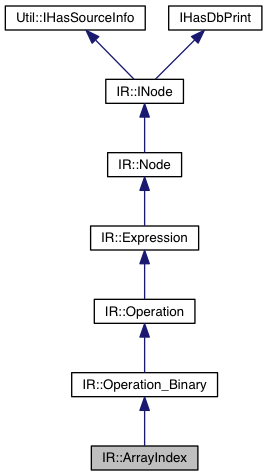 Util::IHasSourceInfo
IHasDbPrint
IR::INode
IR::Node
IR::Expression
IR::Operation
IR::Operation_Binary
IR::ArrayIndex